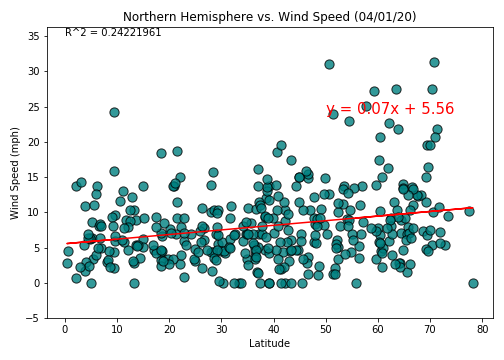 Northern Hemisphere vs. Wind Speed (04/01/20)
R^2 = 0.24221961
y = 0.07x + 5.56
Wind Speed (mph)
35
30
25
20
15
10
5
0
−5
0 10 20 30 40 50 60 70 80
Latitude